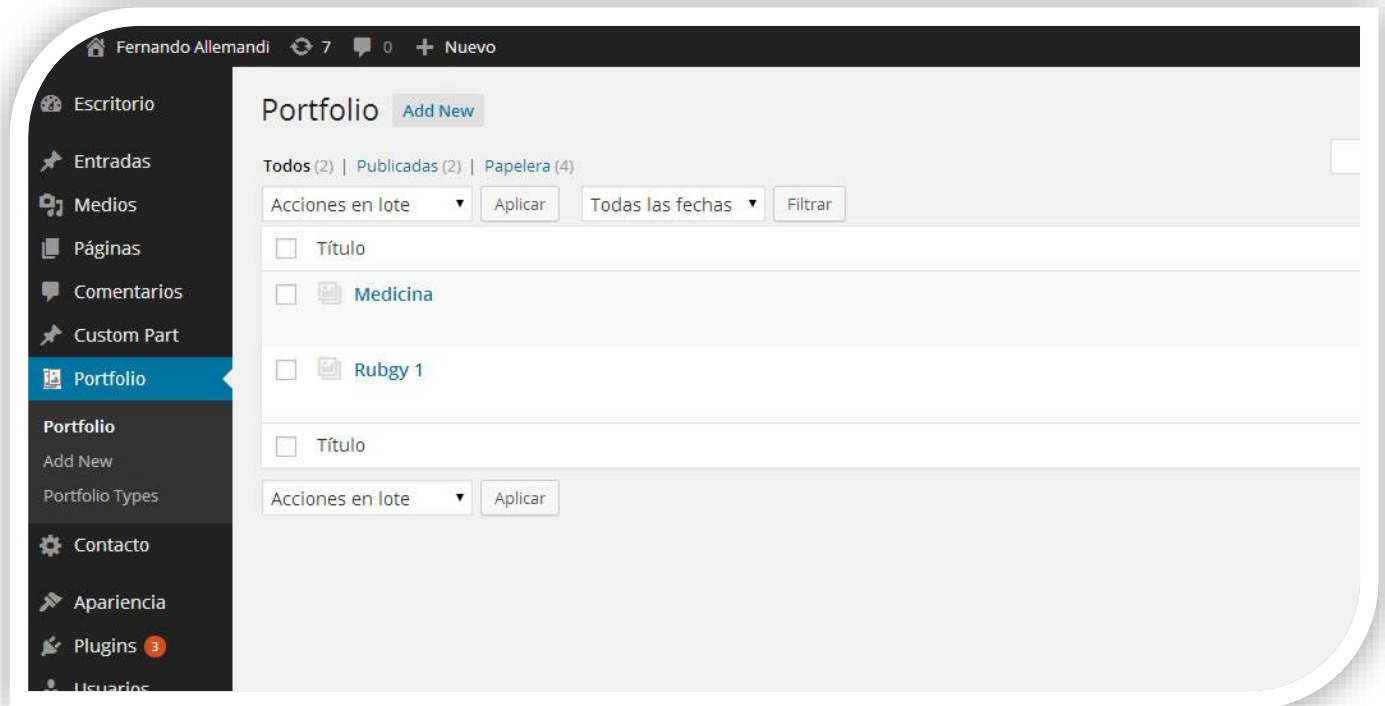 Fernando Allemandi 7 0 + Nuevo
Escritorio
Entradas
Medios
Páginas
Comentarios
Custom Part
Portfolio
Portfolio
Add New
Portfolio Types
Contacto
Apariencia
Plugins 3
Usuarios
Portfolio Add New
Todos (2) | Publicadas (2) | Papelera (4)
Acciones en lote Aplicar Todas las fechas Filtrar
Título
Medicina
Rubgy 1
Título
Acciones en lote Aplicar